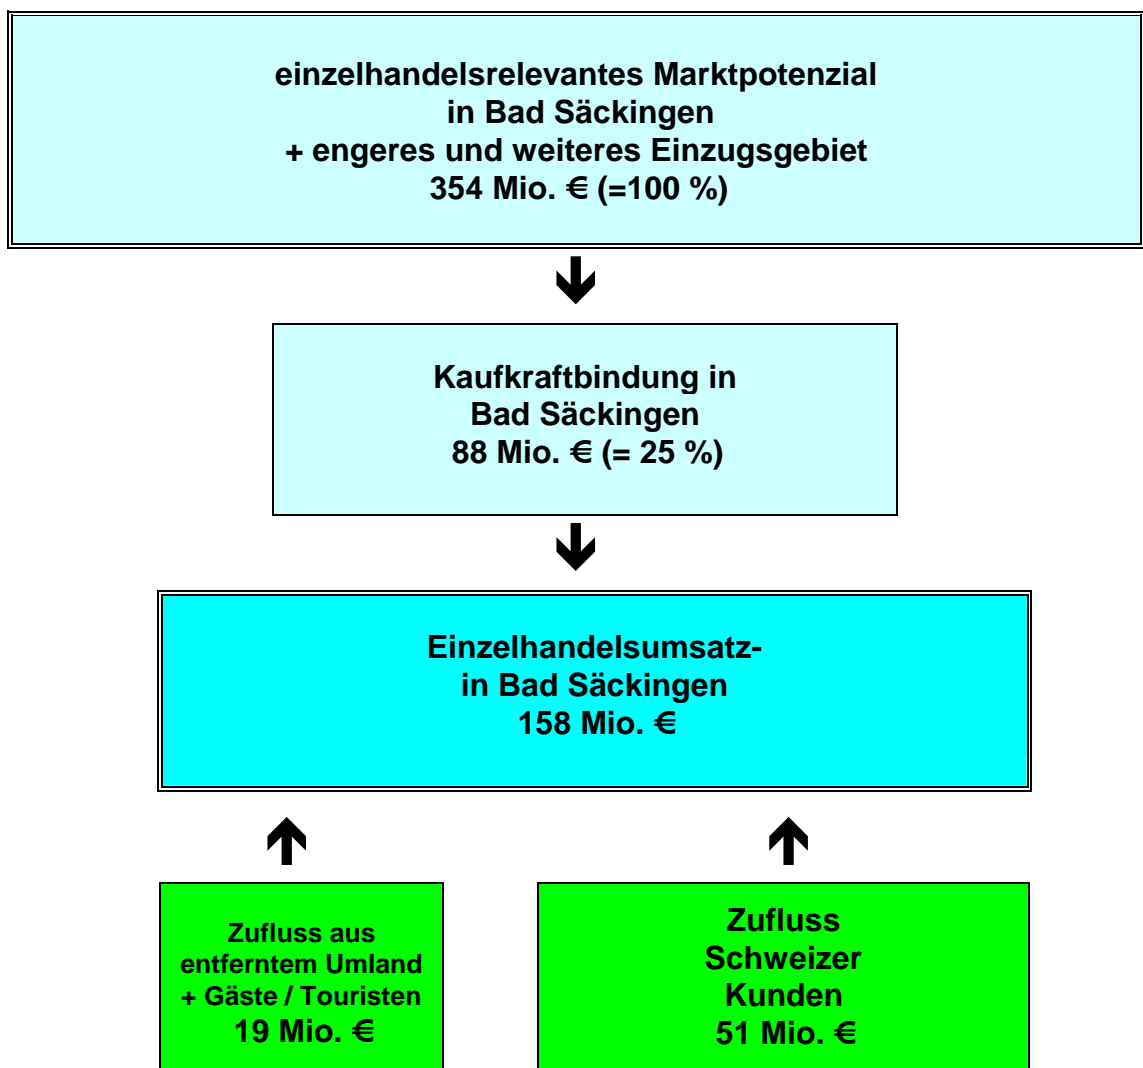 einzelhandelsrelevantes Marktpotenzial
in Bad Säckingen
+ engeres und weiteres Einzugsgebiet
354 Mio. € (=100 %)
Kaufkraftbindung in
Bad Säckingen
88 Mio. € (= 25 %)
Einzelhandelsumsatz-
in Bad Säckingen
158 Mio. €
Zufluss aus
entferntem Umland
+ Gäste / Touristen
19 Mio. €
Zufluss
Schweizer
Kunden
51 Mio. €